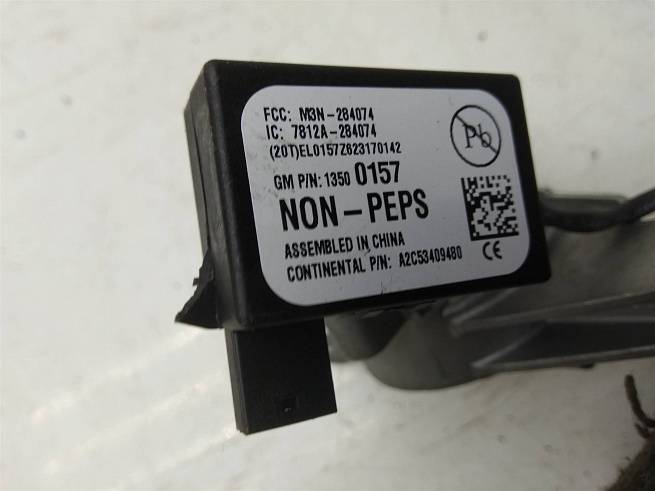 FCC: M3N-284074
IC: 7812A-284074
(20T)EL0157Z623170142
Pb
GM P/N: 1350 0157
NON-PEPS
ASSEMBLED IN CHINA
CONTINENTAL P/N: A2C53409480
CE